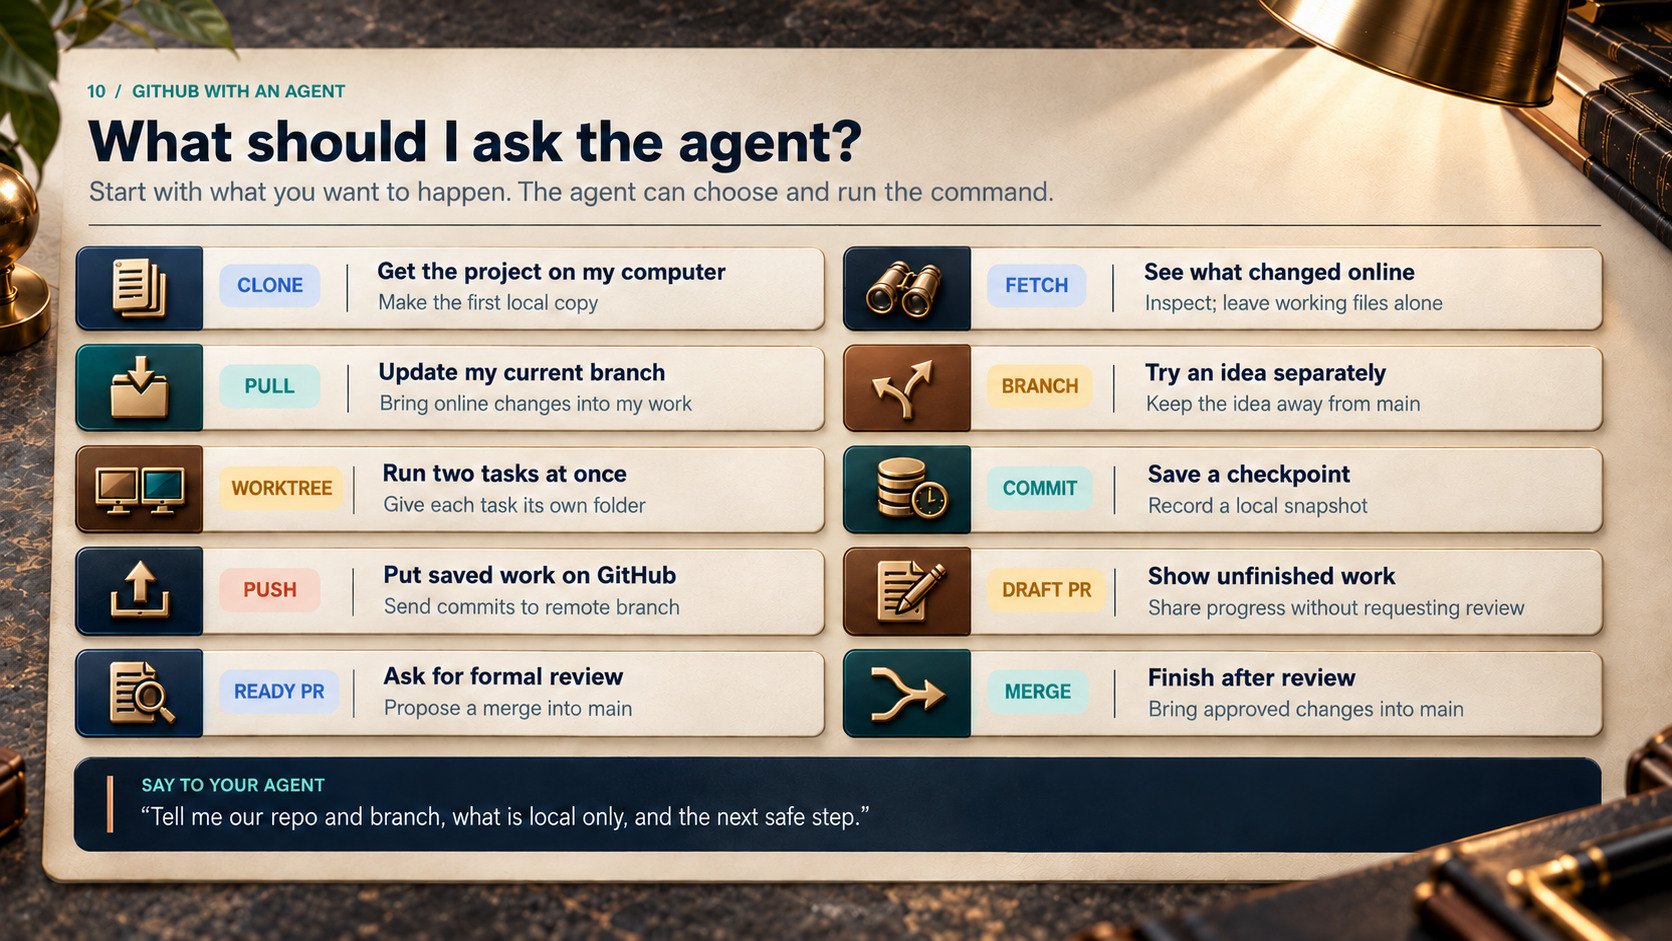 10 / GITHUB WITH AN AGENT
What should I ask the agent?
Start with what you want to happen. The agent can choose and run the command.
CLONE
Get the project on my computer
Make the first local copy
FETCH
See what changed online
Inspect; leave working files alone
PULL
Update my current branch
Bring online changes into my work
BRANCH
Try an idea separately
Keep the idea away from main
WORKTREE
Run two tasks at once
Give each task its own folder
COMMIT
Save a checkpoint
Record a local snapshot
PUSH
Put saved work on GitHub
Send commits to remote branch
DRAFT PR
Show unfinished work
Share progress without requesting review
READY PR
Ask for formal review
Propose a merge into main
MERGE
Finish after review
Bring approved changes into main
SAY TO YOUR AGENT
“Tell me our repo and branch, what is local only, and the next safe step.”